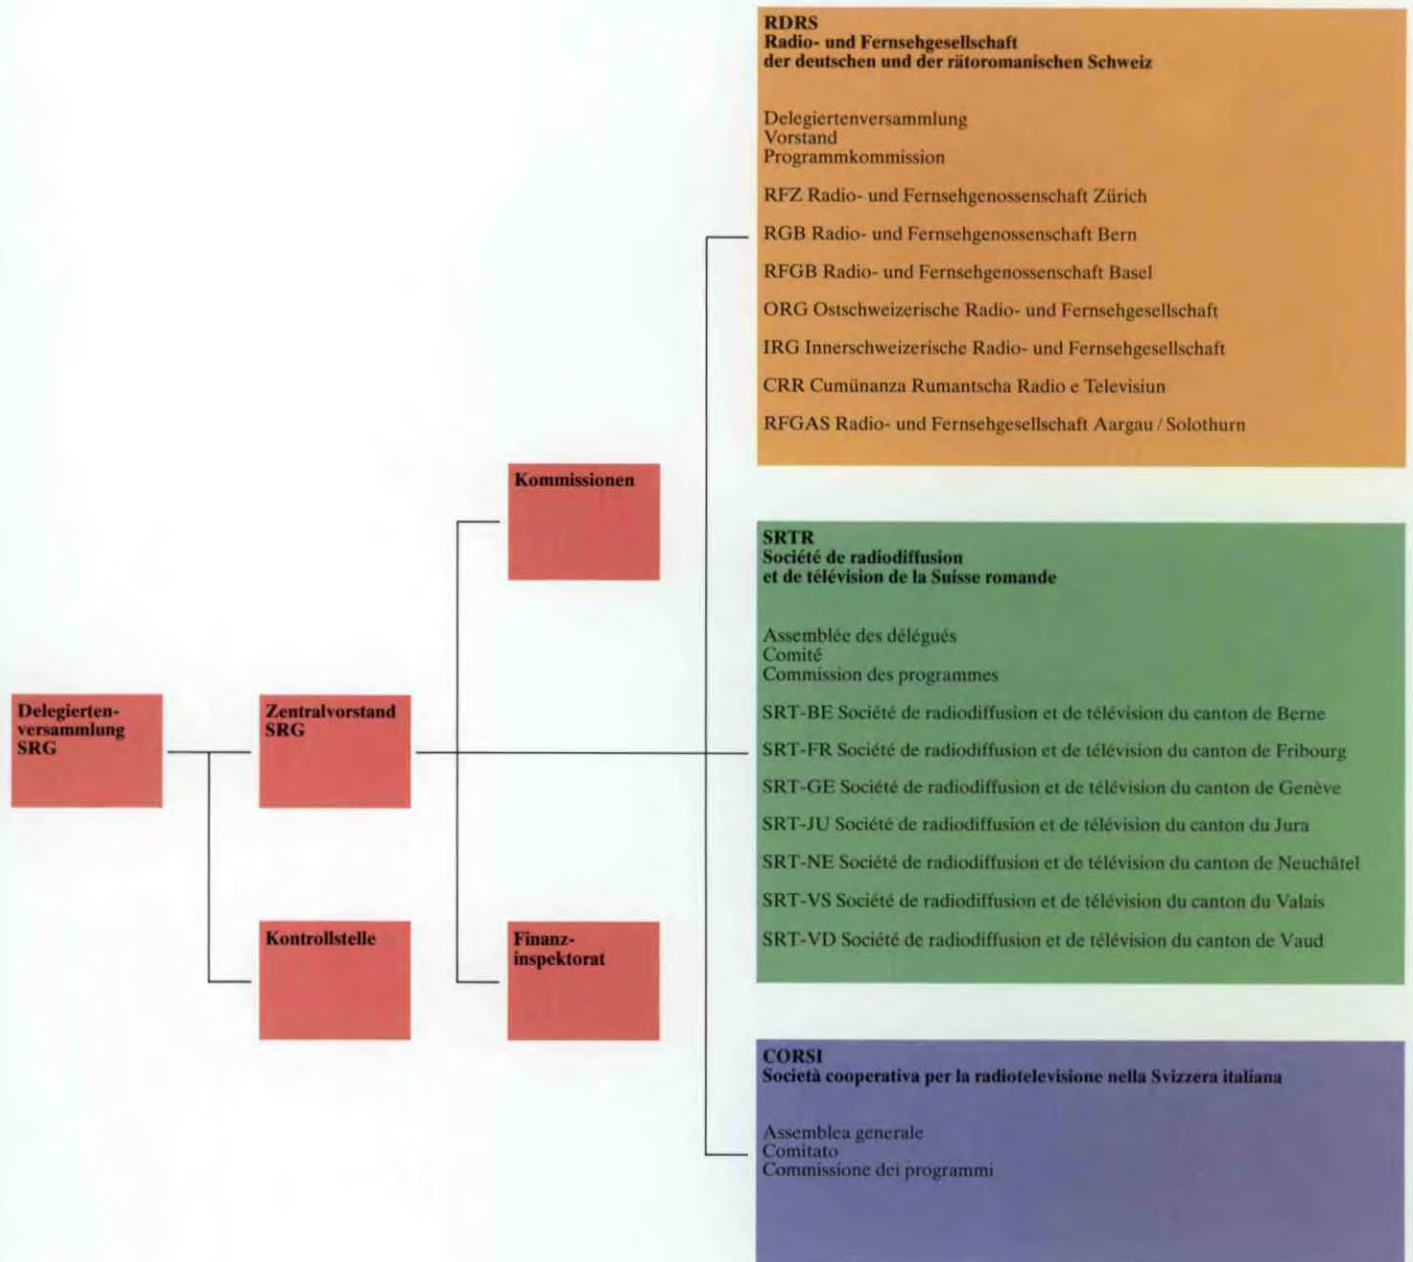 RDRS
Radio- und Fernsehgesellschaft
der deutschen und der rätoromanischen Schweiz
Delegiertenversammlung
Vorstand
Programmkommission
RFZ Radio- und Fernsehgenossenschaft Zürich
RGB Radio- und Fernsehgenossenschaft Bern
RFGB Radio- und Fernsehgenossenschaft Basel
ORG Ostschweizerische Radio- und Fernsehgesellschaft
IRG Innerschweizerische Radio- und Fernsehgesellschaft
CRR Cumünanza Rumantscha Radio e Televisiun
RFGAS Radio- und Fernsehgesellschaft Aargau / Solothurn
Kommissionen
SRTR
Société de radiodiffusion
et de télévision de la Suisse romande
Assemblée des délégués
Comité
Commission des programmes
SRT-BE Société de radiodiffusion et de télévision du canton de Berne
SRT-FR Société de radiodiffusion et de télévision du canton de Fribourg
SRT-GE Société de radiodiffusion et de télévision du canton de Genève
SRT-JU Société de radiodiffusion et de télévision du canton du Jura
SRT-NE Société de radiodiffusion et de télévision du canton de Neuchâtel
SRT-VS Société de radiodiffusion et de télévision du canton du Valais
SRT-VD Société de radiodiffusion et de télévision du canton de Vaud
Delegierten-
versammlung
SRG
Zentralvorstand
SRG
Kontrollstelle
Finanz-
inspektorat
CORSI
Società cooperativa per la radiotelevisione nella Svizzera italiana
Assemblea generale
Comitato
Commissione dei programmi